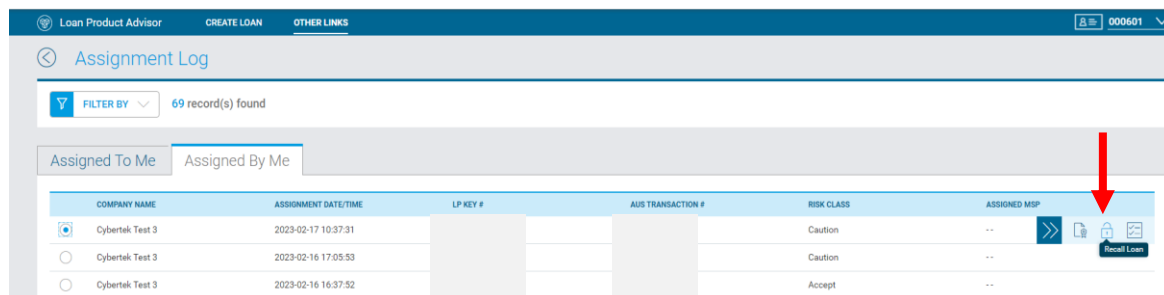 Loan Product Advisor CREATE LOAN OTHER LINKS 000601
Assignment Log
FILTER BY 69 record(s) found
Assigned To Me Assigned By Me
COMPANY NAME ASSIGNMENT DATE/TIME LP KEY # AUS TRANSACTION # RISK CLASS ASSIGNED MSP
Cybertek Test 3 2023-02-17 10:37:31 Caution --
Recall Loan
Cybertek Test 3 2023-02-16 17:05:53 Caution --
Cybertek Test 3 2023-02-16 16:37:52 Accept --